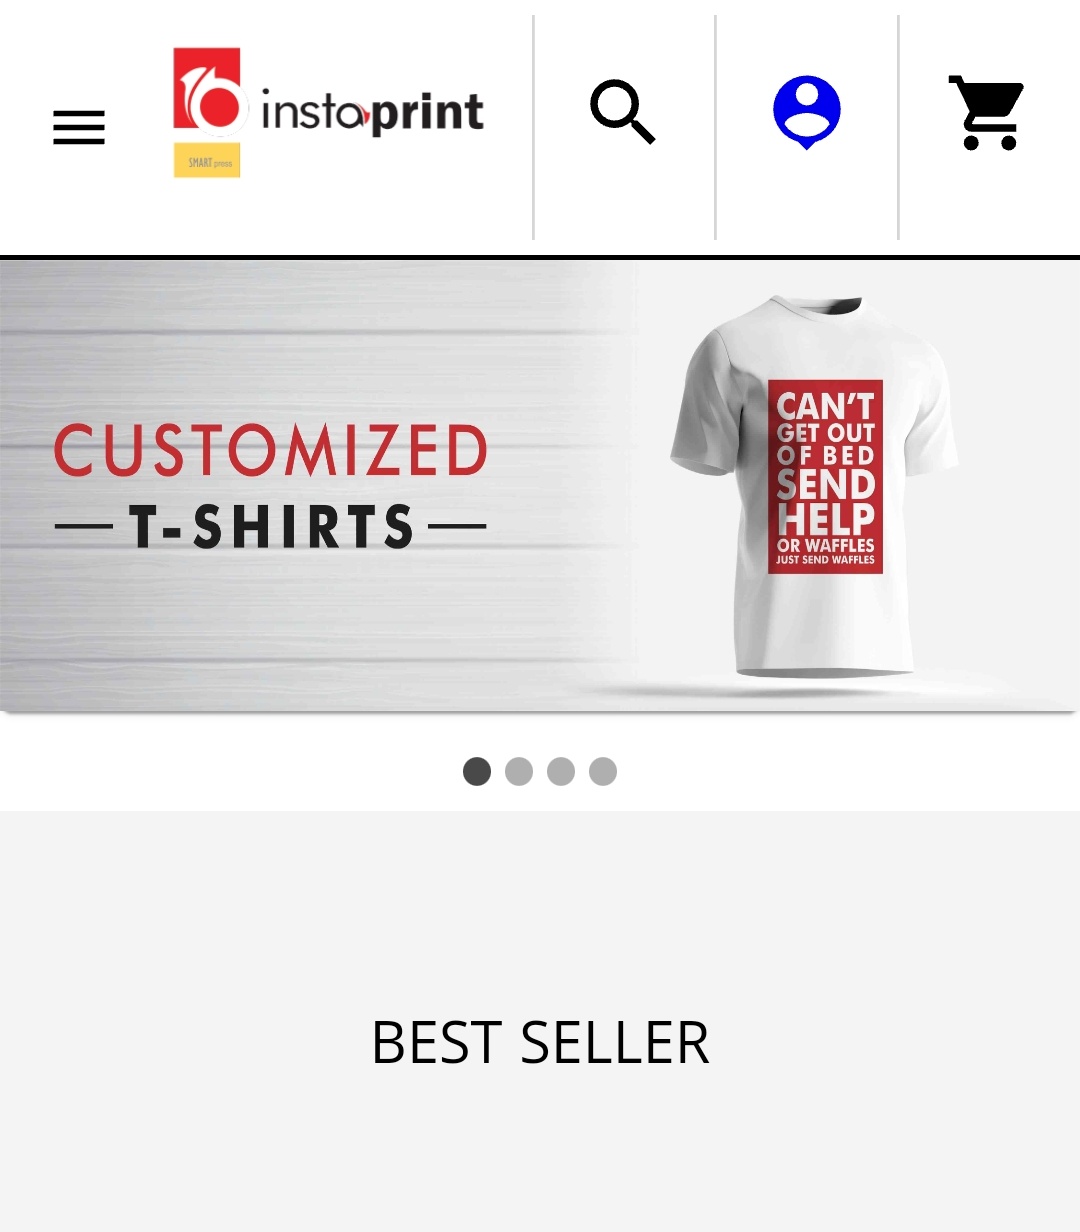 instaprint
SMART press
CUSTOMIZED
T-SHIRTS
CAN'T
GET OUT
OF BED
SEND
HELP
OR WAFFLES
JUST SEND WAFFLES
BEST SELLER